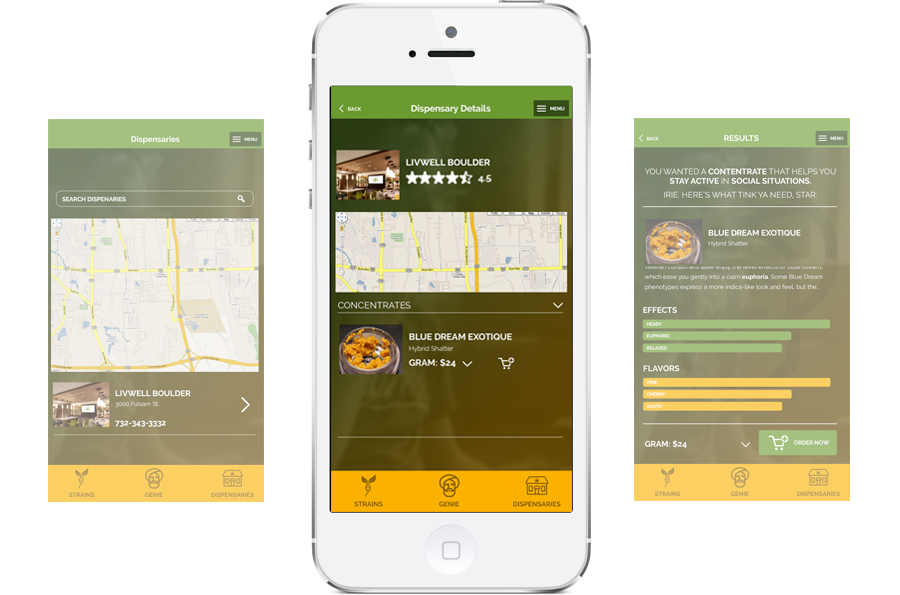 Dispensaries
MENU
SEARCH DISPENARIES
LIVWELL BOULDER
3000 Fulsam St.
732-343-3332
STRAINS
GENIE
DISPENSARIES
BACK
Dispensary Details
MENU
LIVWELL BOULDER
4.5
CONCENTRATES
BLUE DREAM EXOTIQUE
Hybrid Shatter
GRAM: $24
STRAINS
GENIE
DISPENSARIES
BACK
RESULTS
MENU
YOU WANTED A CONTENTRATE THAT HELPS YOU
STAY ACTIVE IN SOCIAL SITUATIONS.
IRIE. HERE'S WHAT TINK YA NEED, STAR:
BLUE DREAM EXOTIQUE
Hybrid Shatter
which ease you gently into a calm euphoria. Some Blue Dream
phenotypes express a more indica-like look and feel, but the...
EFFECTS
HEADY
EUPHORIC
RELAXED
FLAVORS
PINE
CHERRY
EARTH
GRAM: $24
ORDER NOW
STRAINS
GENIE
DISPENSARIES